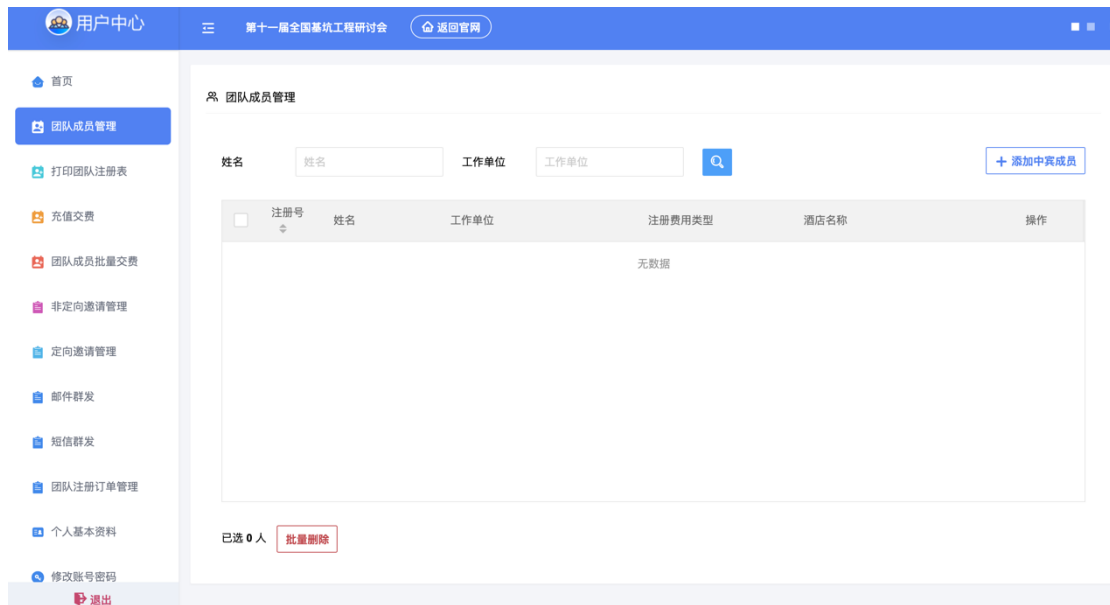 用户中心
第十一届全国基坑工程研讨会
返回官网
首页
团队成员管理
打印团队注册表
充值交费
团队成员批量交费
非定向邀请管理
定向邀请管理
邮件群发
短信群发
团队注册订单管理
个人基本资料
修改账号密码
退出
团队成员管理
姓名 姓名 工作单位 工作单位 + 添加中宾成员
注册号 姓名 工作单位 注册费用类型 酒店名称 操作
无数据
已选 0 人 批量删除